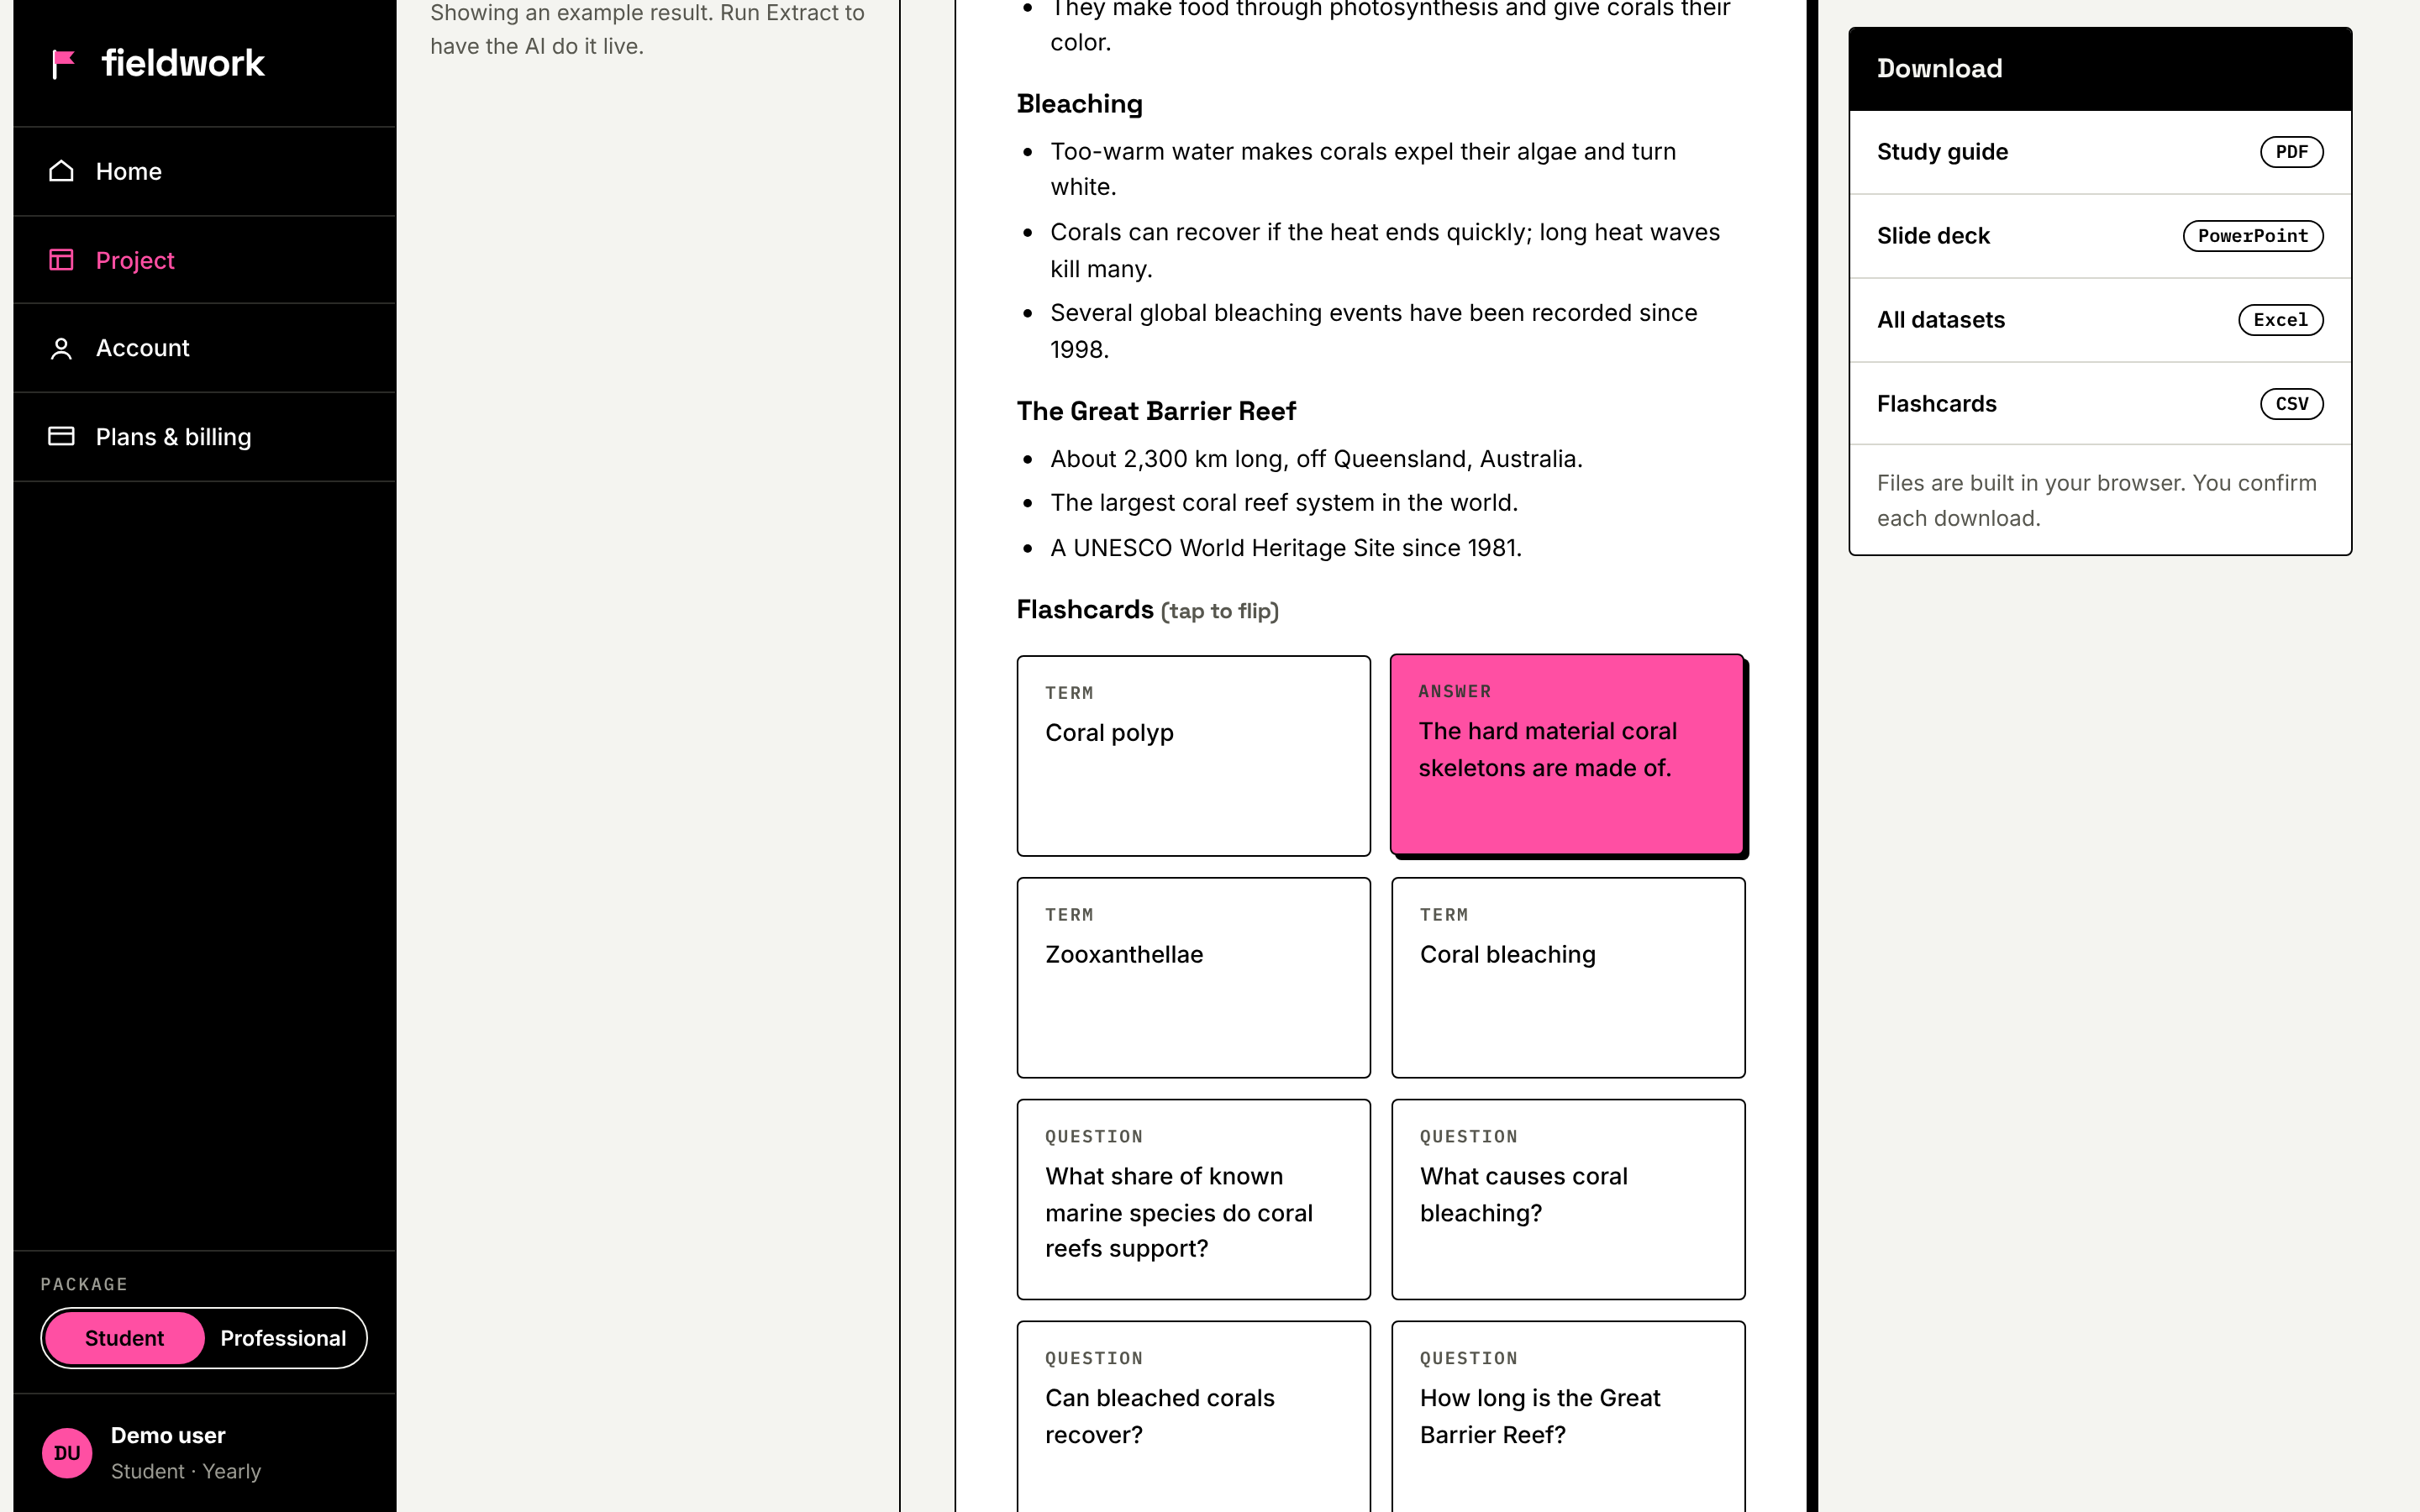 fieldwork
Home
Project
Account
Plans & billing
PACKAGE
Student
Professional
DU
Demo user
Student · Yearly
Showing an example result. Run Extract to
have the AI do it live.
They make food through photosynthesis and give corals their
color.
Bleaching
Too-warm water makes corals expel their algae and turn
white.
Corals can recover if the heat ends quickly; long heat waves
kill many.
Several global bleaching events have been recorded since
1998.
The Great Barrier Reef
About 2,300 km long, off Queensland, Australia.
The largest coral reef system in the world.
A UNESCO World Heritage Site since 1981.
Flashcards (tap to flip)
TERM
Coral polyp
ANSWER
The hard material coral
skeletons are made of.
TERM
Zooxanthellae
TERM
Coral bleaching
QUESTION
What share of known
marine species do coral
reefs support?
QUESTION
What causes coral
bleaching?
QUESTION
Can bleached corals
recover?
QUESTION
How long is the Great
Barrier Reef?
Download
Study guide
PDF
Slide deck
PowerPoint
All datasets
Excel
Flashcards
CSV
Files are built in your browser. You confirm
each download.